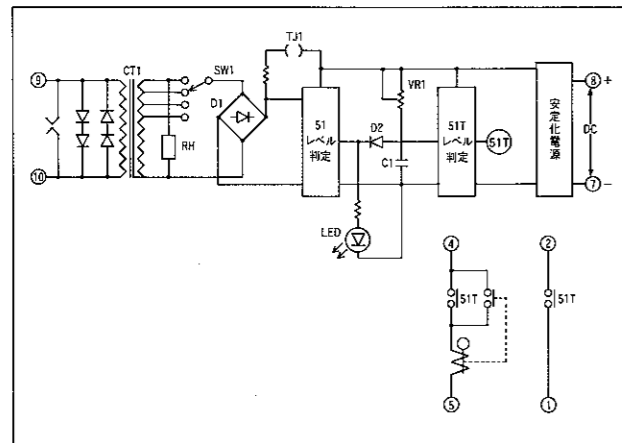 TJ1
⑨
CT1
SW1
D1
RH
51
レベル
判定
VR1
D2
C1
51T
レベル
判定
51T
安定化電源
⑧ +
DC
⑦ −
⑩
LED
④
②
51T
51T
⑤
①